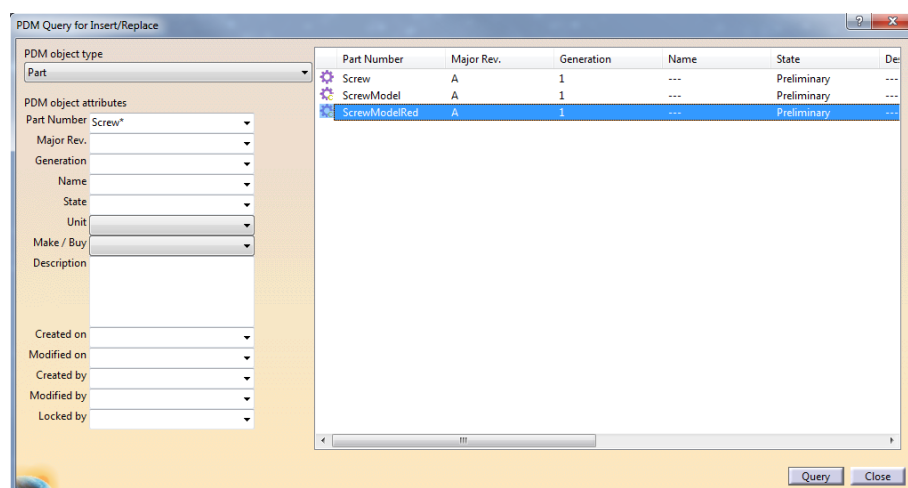 PDM Query for Insert/Replace
PDM object type
Part
PDM object attributes
Part Number Screw*
Major Rev.
Generation
Name
State
Unit
Make / Buy
Description
Created on
Modified on
Created by
Modified by
Locked by
Part Number Major Rev. Generation Name State De
Screw A 1 --- Preliminary ---
ScrewModel A 1 --- Preliminary ---
ScrewModelRed A 1 --- Preliminary ---
Query Close